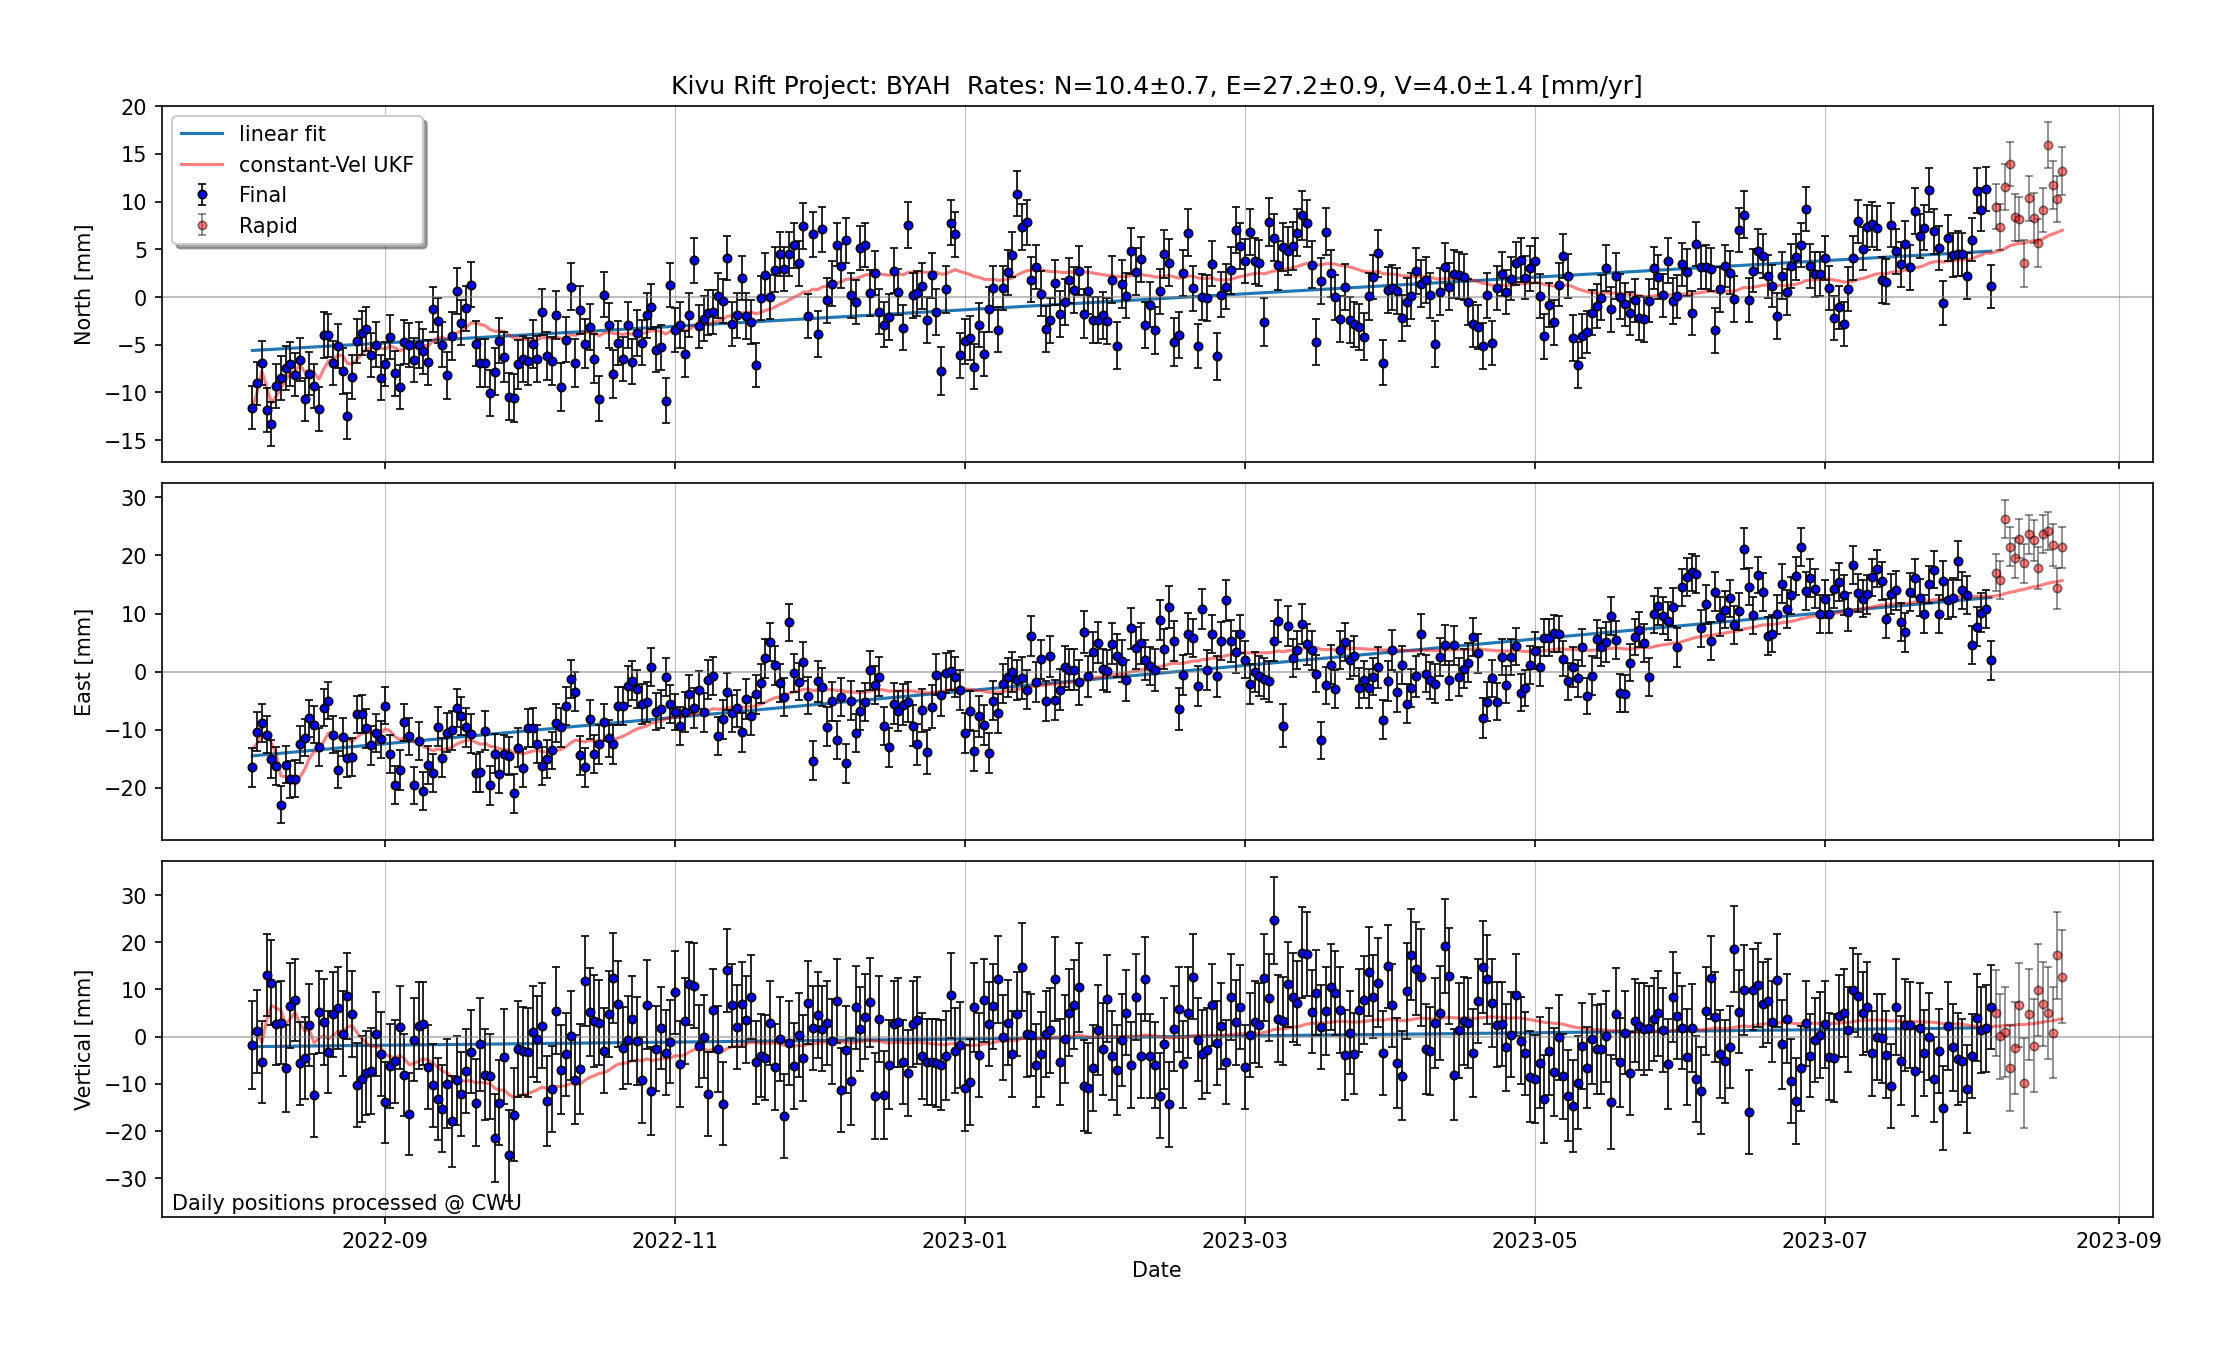 Kivu Rift Project: BYAH  Rates: N=10.4±0.7, E=27.2±0.9, V=4.0±1.4 [mm/yr]
linear fit
constant-Vel UKF
Final
Rapid
North [mm]
20
15
10
5
0
−5
−10
−15
East [mm]
30
20
10
0
−10
−20
Vertical [mm]
30
20
10
0
−10
−20
−30
Daily positions processed @ CWU
2022-09 2022-11 2023-01 2023-03 2023-05 2023-07 2023-09
Date